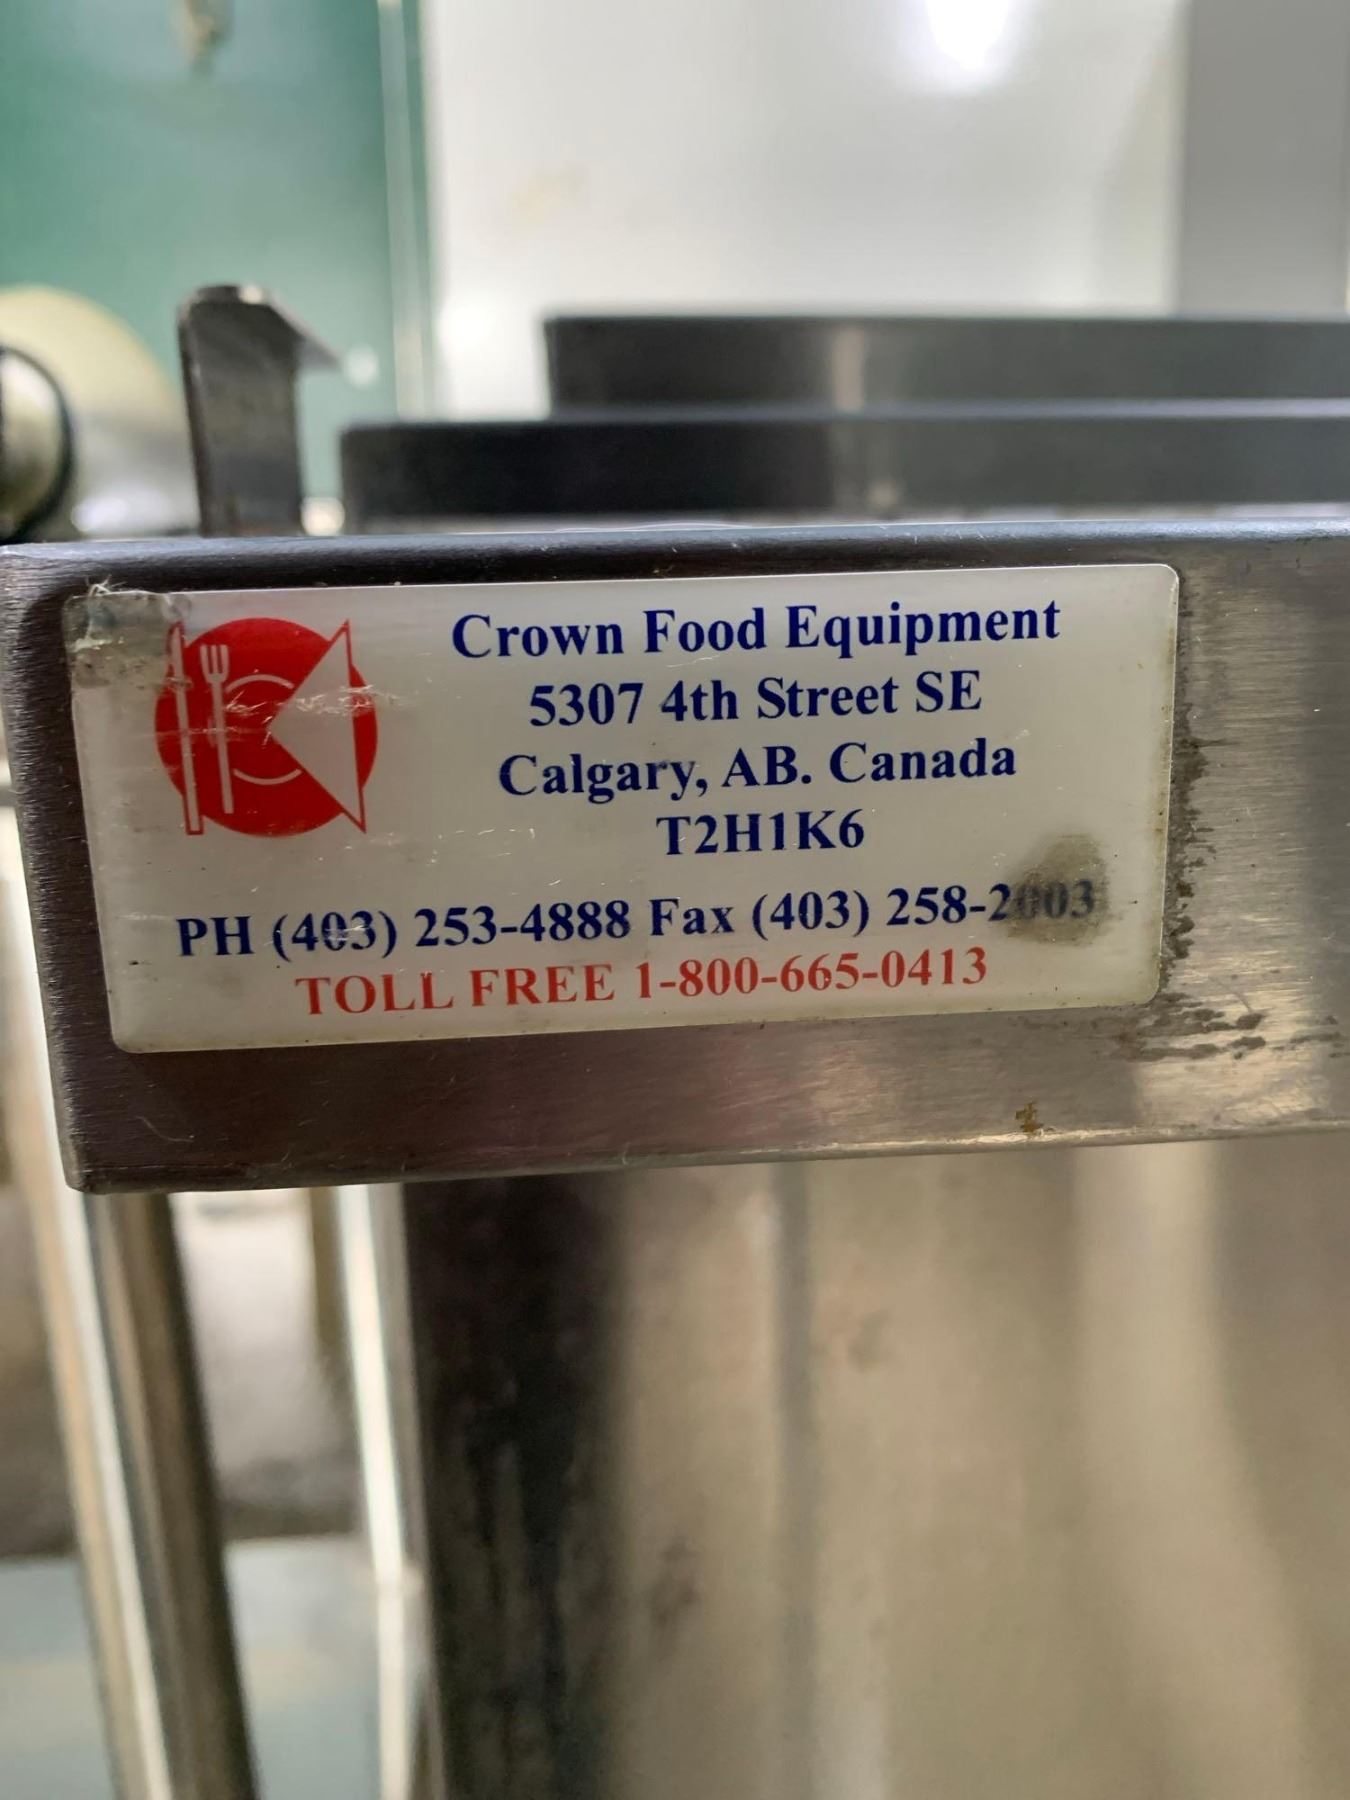 Crown Food Equipment
5307 4th Street SE
Calgary, AB. Canada
T2H1K6
PH (403) 253-4888 Fax (403) 258-2003
TOLL FREE 1-800-665-0413